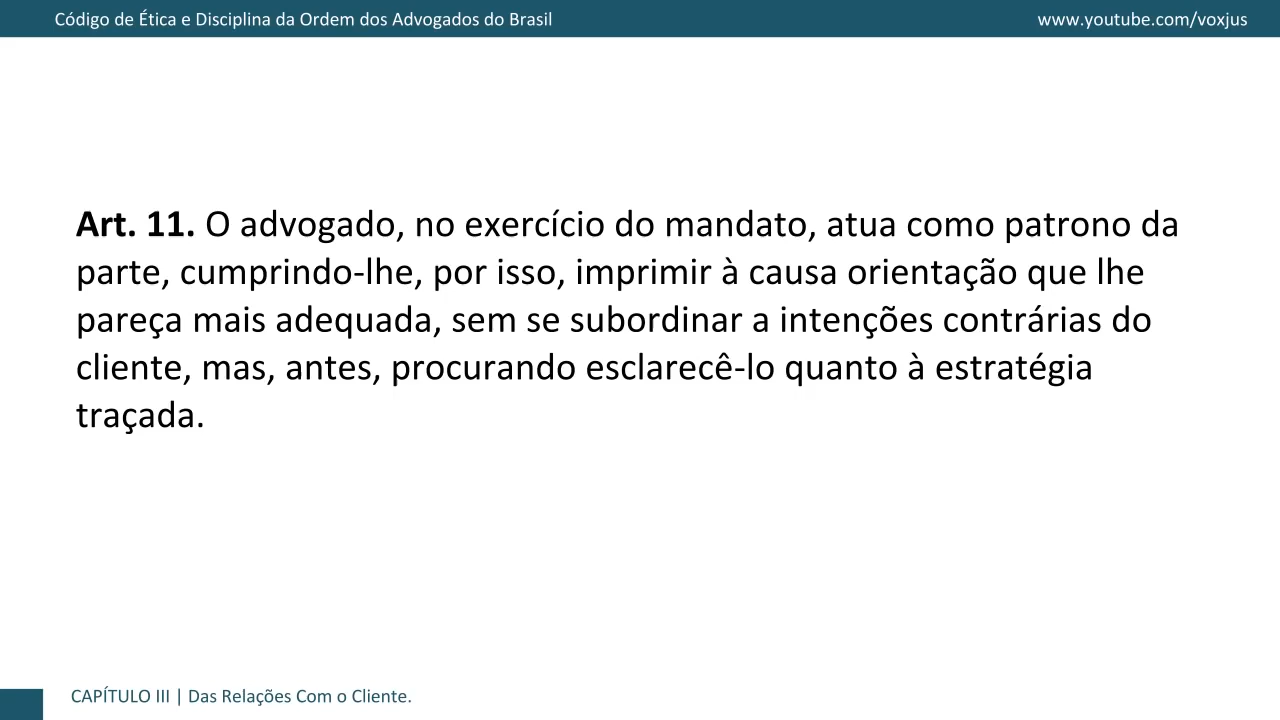 Código de Ética e Disciplina da Ordem dos Advogados do Brasil
www.youtube.com/voxjus
Art. 11. O advogado, no exercício do mandato, atua como patrono da
parte, cumprindo-lhe, por isso, imprimir à causa orientação que lhe
pareça mais adequada, sem se subordinar a intenções contrárias do
cliente, mas, antes, procurando esclarecê-lo quanto à estratégia
traçada.
CAPÍTULO III | Das Relações Com o Cliente.